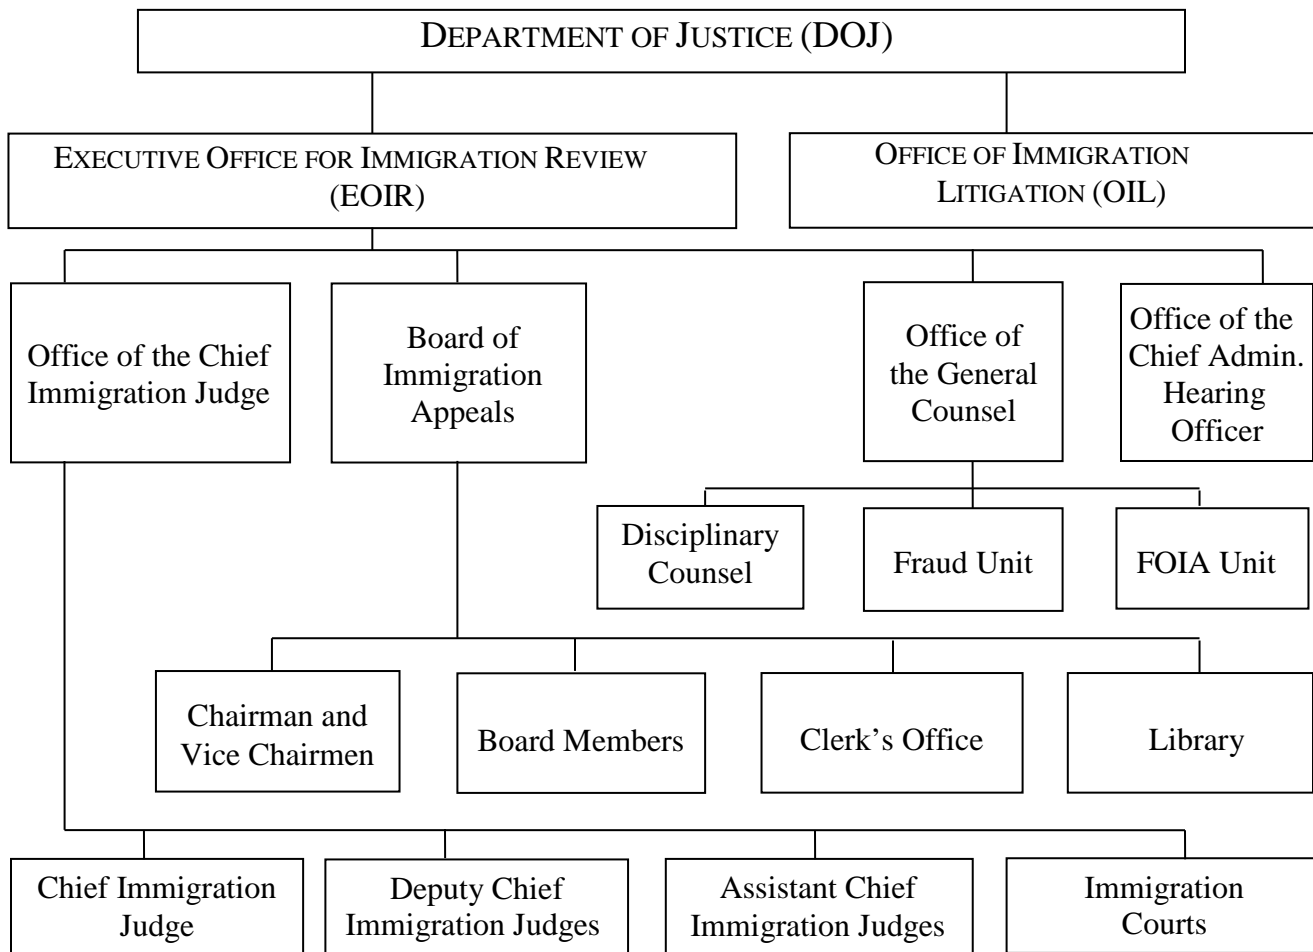 DEPARTMENT OF JUSTICE (DOJ)
EXECUTIVE OFFICE FOR IMMIGRATION REVIEW
(EOIR)
OFFICE OF IMMIGRATION
LITIGATION (OIL)
Office of the Chief
Immigration Judge
Board of
Immigration
Appeals
Office of
the General
Counsel
Office of the
Chief Admin.
Hearing
Officer
Disciplinary
Counsel
Fraud Unit
FOIA Unit
Chairman and
Vice Chairmen
Board Members
Clerk’s Office
Library
Chief Immigration
Judge
Deputy Chief
Immigration Judges
Assistant Chief
Immigration Judges
Immigration
Courts